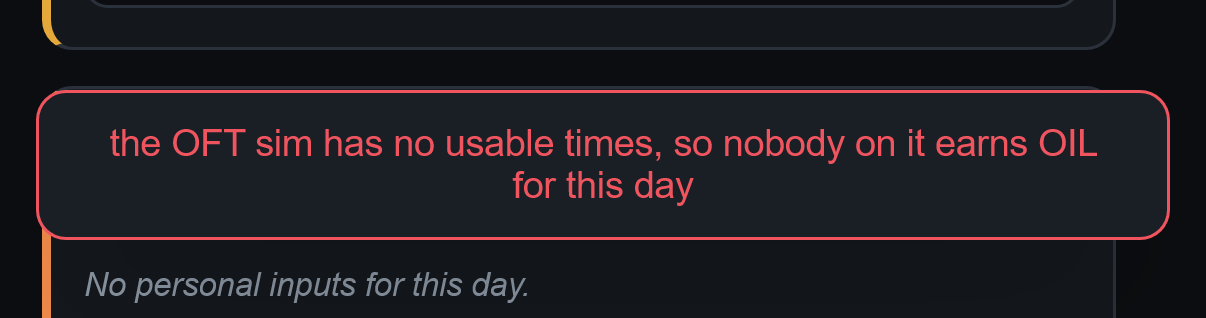 the OFT sim has no usable times, so nobody on it earns OIL
for this day
No personal inputs for this day.